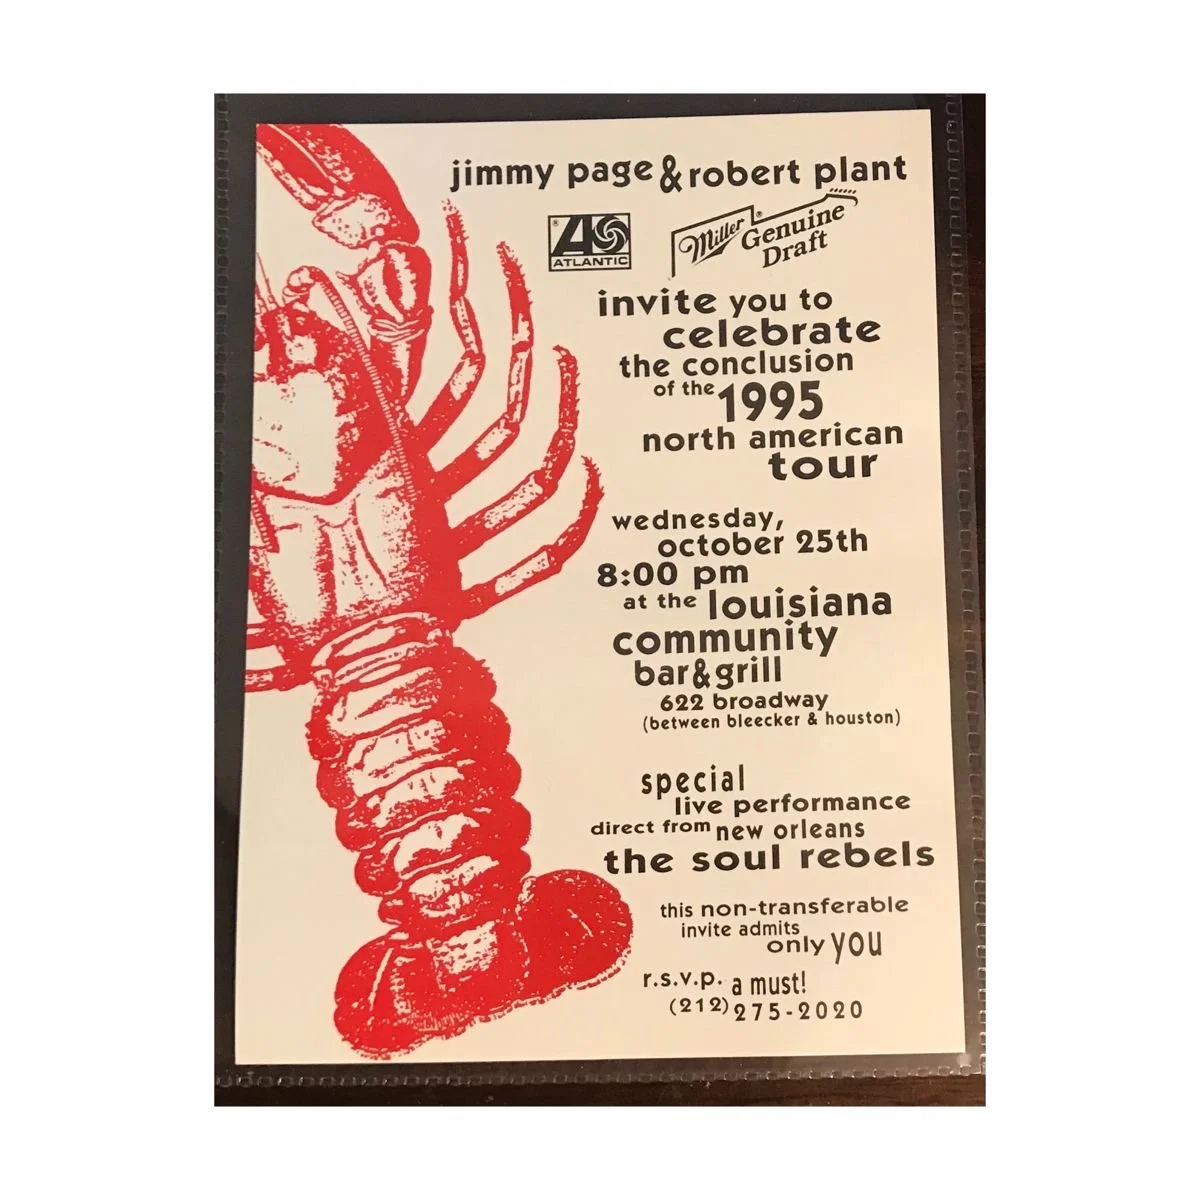 jimmy page & robert plant
ATLANTIC
Miller Genuine Draft
invite you to
celebrate
the conclusion
of the 1995
north american
tour
wednesday,
october 25th
8:00 pm
at the louisiana
community
bar & grill
622 broadway
(between bleecker & houston)
special
live performance
direct from new orleans
the soul rebels
this non-transferable
invite admits
only you
r.s.v.p. a must!
(212) 275-2020